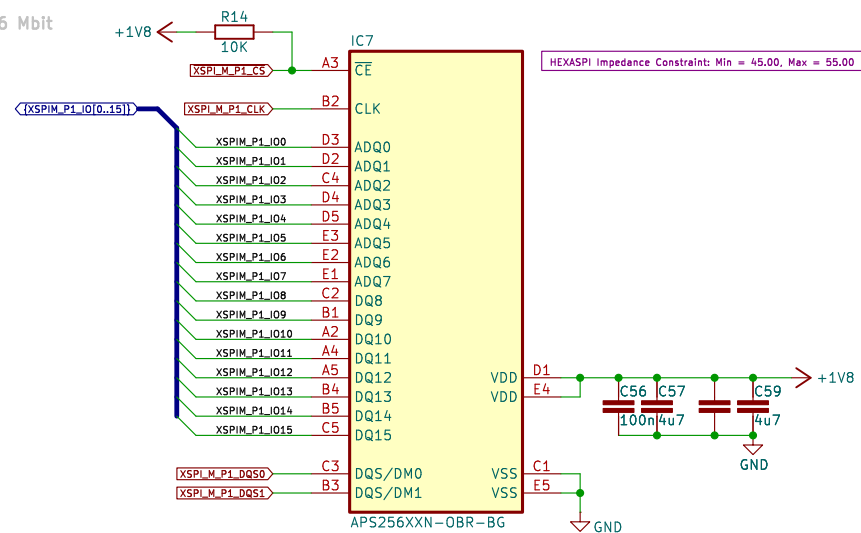 6 Mbit
R14
+1V8
10K
IC7
HEXASPI Impedance Constraint: Min = 45.00, Max = 55.00
XSPI_M_P1_CS A3 CE
{XSPIM_P1_IO[0..15]} XSPI_M_P1_CLK B2 CLK
XSPIM_P1_IO0 D3 ADQ0
XSPIM_P1_IO1 D2 ADQ1
XSPIM_P1_IO2 C4 ADQ2
XSPIM_P1_IO3 D4 ADQ3
XSPIM_P1_IO4 D5 ADQ4
XSPIM_P1_IO5 E3 ADQ5
XSPIM_P1_IO6 E2 ADQ6
XSPIM_P1_IO7 E1 ADQ7
XSPIM_P1_IO8 C2 DQ8
XSPIM_P1_IO9 B1 DQ9
XSPIM_P1_IO10 A2 DQ10
XSPIM_P1_IO11 A4 DQ11
XSPIM_P1_IO12 A5 DQ12 VDD D1 +1V8
XSPIM_P1_IO13 B4 DQ13 VDD E4 C56 C57 C59
XSPIM_P1_IO14 B5 DQ14 100n 4u7 4u7
XSPIM_P1_IO15 C5 DQ15
GND
XSPI_M_P1_DQS0 C3 DQS/DM0 VSS C1
XSPI_M_P1_DQS1 B3 DQS/DM1 VSS E5
APS256XXN-OBR-BG GND